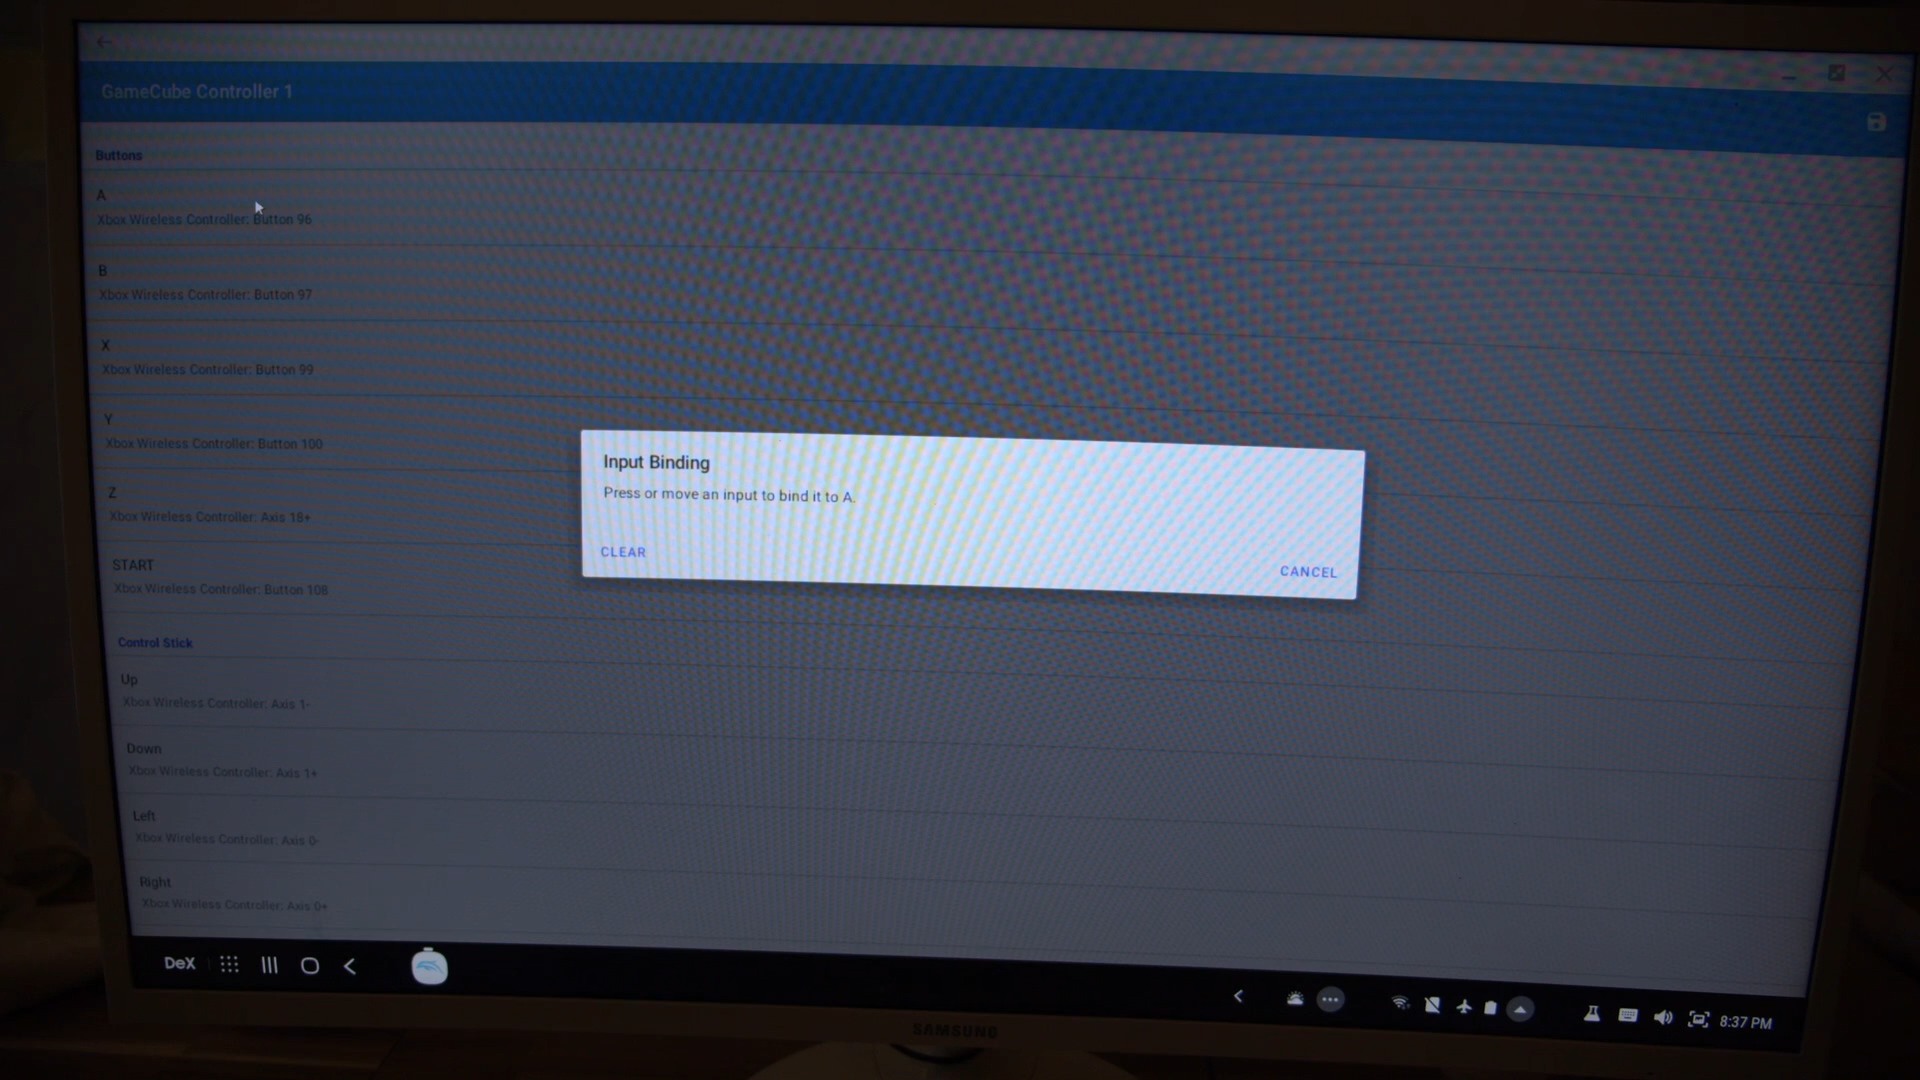 GameCube Controller 1
Buttons
A
Xbox Wireless Controller: Button 96
B
Xbox Wireless Controller: Button 97
X
Xbox Wireless Controller: Button 99
Y
Xbox Wireless Controller: Button 100
Z
Xbox Wireless Controller: Axis 18+
START
Xbox Wireless Controller: Button 108
Control Stick
Up
Xbox Wireless Controller: Axis 1-
Down
Xbox Wireless Controller: Axis 1+
Left
Xbox Wireless Controller: Axis 0-
Right
Xbox Wireless Controller: Axis 0+
Input Binding
Press or move an input to bind it to A.
CLEAR
CANCEL
DeX
8:37 PM
SAMSUNG